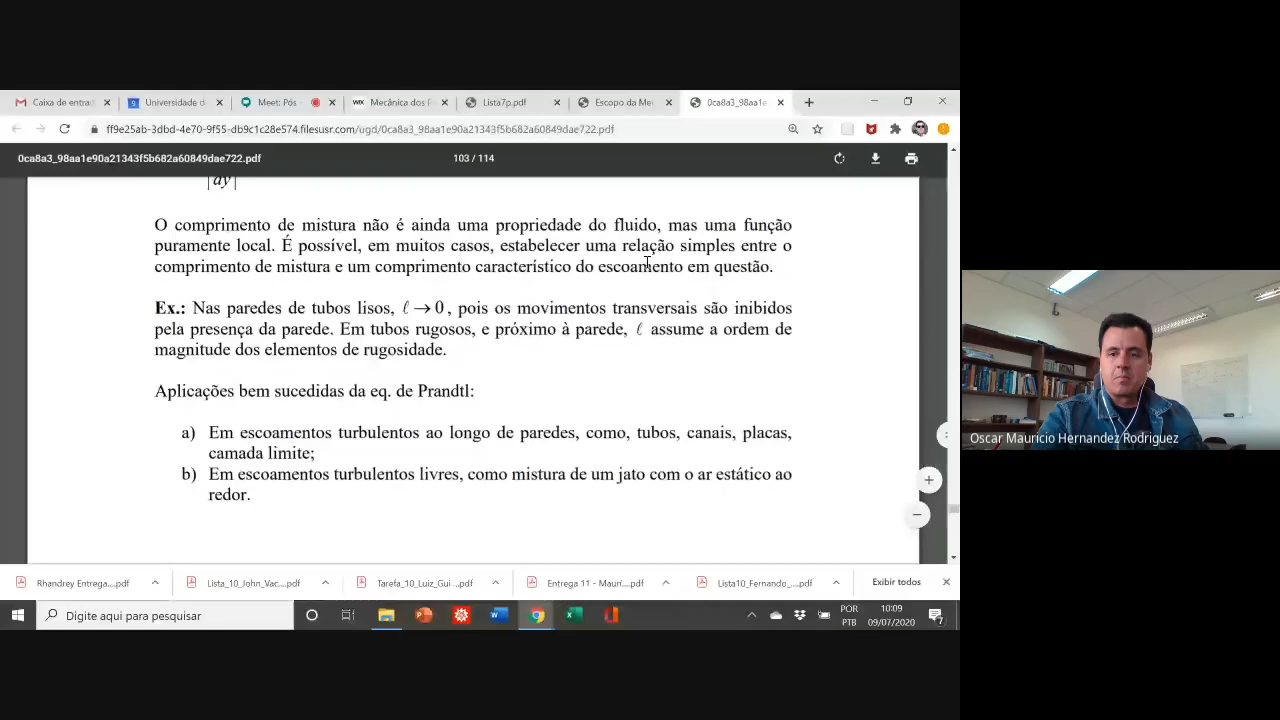 Caixa de entra
Universidade d
Meet: Pós
Mecânica dos F
Lista7p.pdf
Escopo da Me
0ca8a3_98aa1e
ff9e25ab-3dbd-4e70-9f55-db9c1c28e574.filesusr.com/ugd/0ca8a3_98aa1e90a21343f5b682a60849dae722.pdf
0ca8a3_98aa1e90a21343f5b682a60849dae722.pdf
103 / 114
|dy|
O comprimento de mistura não é ainda uma propriedade do fluido, mas uma função
puramente local. É possível, em muitos casos, estabelecer uma relação simples entre o
comprimento de mistura e um comprimento característico do escoamento em questão.
Ex.: Nas paredes de tubos lisos, ℓ → 0, pois os movimentos transversais são inibidos
pela presença da parede. Em tubos rugosos, e próximo à parede, ℓ assume a ordem de
magnitude dos elementos de rugosidade.
Aplicações bem sucedidas da eq. de Prandtl:
a) Em escoamentos turbulentos ao longo de paredes, como, tubos, canais, placas,
camada limite;
b) Em escoamentos turbulentos livres, como mistura de um jato com o ar estático ao
redor.
Oscar Mauricio Hernandez Rodriguez
Rhandrey Entrega....pdf
Lista_10_John_Vac....pdf
Tarefa_10_Luiz_Gui....pdf
Entrega 11 - Maurí....pdf
Lista10_Fernando_....pdf
Exibir todos
Digite aqui para pesquisar
POR
PTB
10:09
09/07/2020
7